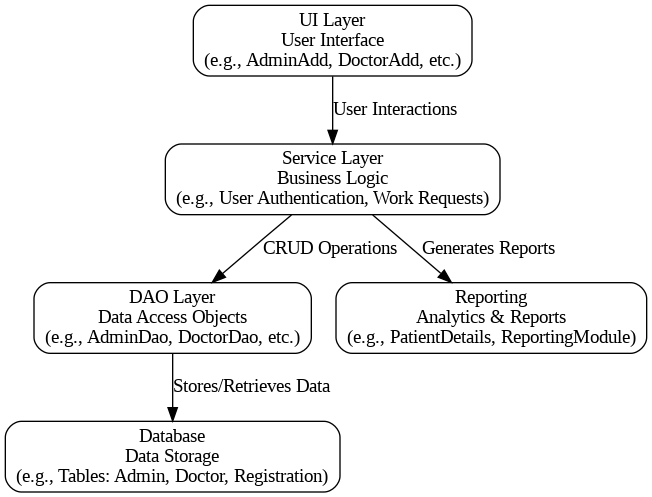 UI Layer
User Interface
(e.g., AdminAdd, DoctorAdd, etc.)
User Interactions
Service Layer
Business Logic
(e.g., User Authentication, Work Requests)
CRUD Operations
Generates Reports
DAO Layer
Data Access Objects
(e.g., AdminDao, DoctorDao, etc.)
Reporting
Analytics & Reports
(e.g., PatientDetails, ReportingModule)
Stores/Retrieves Data
Database
Data Storage
(e.g., Tables: Admin, Doctor, Registration)